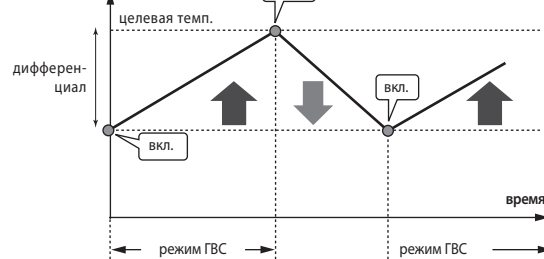 целевая темп.
дифферен-
циал
вкл.
вкл.
время
режим ГВС
режим ГВС